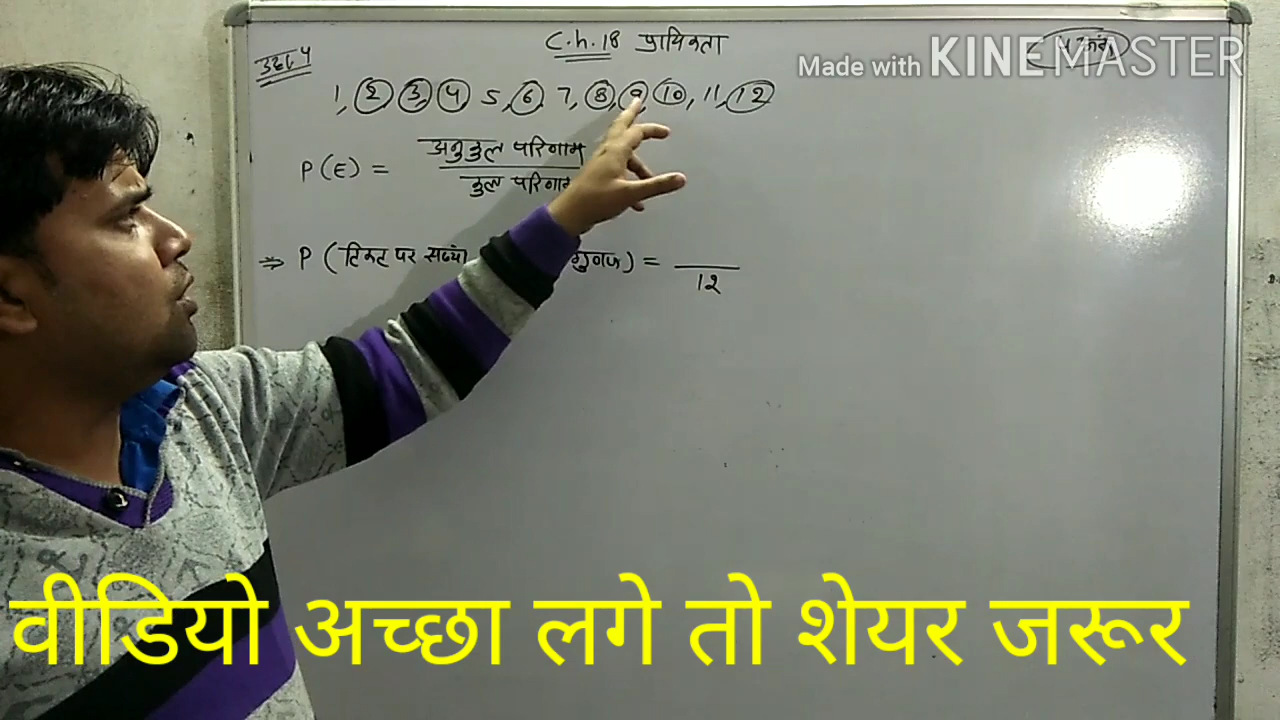 C.h. 18 प्रायिकता
उदा. 4
Made with KINEMASTER
1, 2 3 4 5, 6, 7, 8, 9, 10, 11, 12
P(E) = अनुकुल परिणाम
कुल परिणाम
⇒ P (टिकट पर संख्या गुणज) =
12
वीडियो अच्छा लगे तो शेयर जरूर